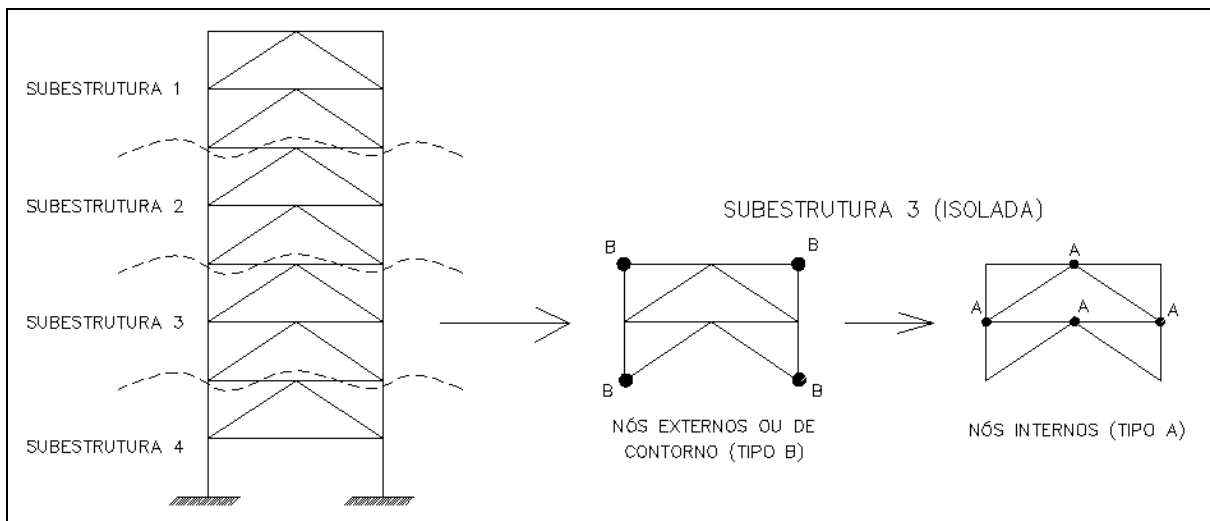 SUBESTRUTURA 1
SUBESTRUTURA 2
SUBESTRUTURA 3
SUBESTRUTURA 4
SUBESTRUTURA 3 (ISOLADA)
B
B
B
B
NÓS EXTERNOS OU DE
CONTORNO (TIPO B)
A
A
A
A
NÓS INTERNOS (TIPO A)